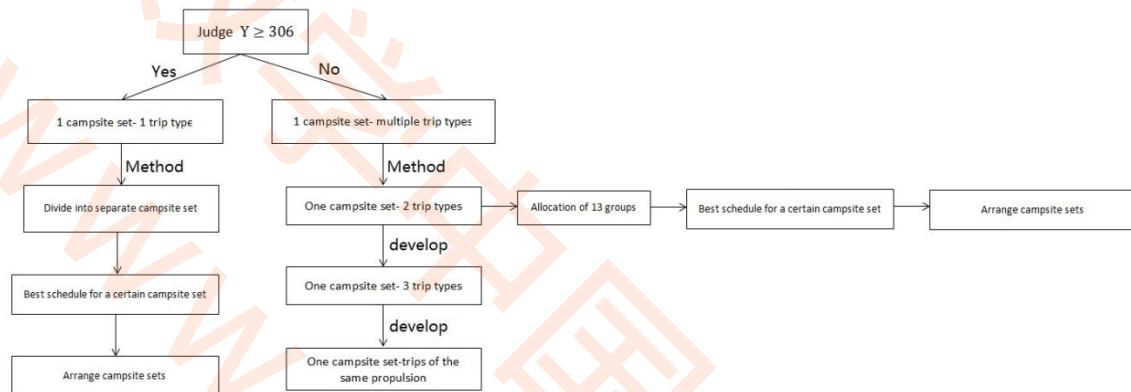 Judge Y ≥ 306
Yes
No
1 campsite set- 1 trip type
1 campsite set- multiple trip types
Method
Method
Divide into separate campsite set
One campsite set- 2 trip types
Allocation of 13 groups
Best schedule for a certain campsite set
Arrange campsite sets
develop
Best schedule for a certain campsite set
One campsite set- 3 trip types
develop
Arrange campsite sets
One campsite set-trips of the
same propulsion